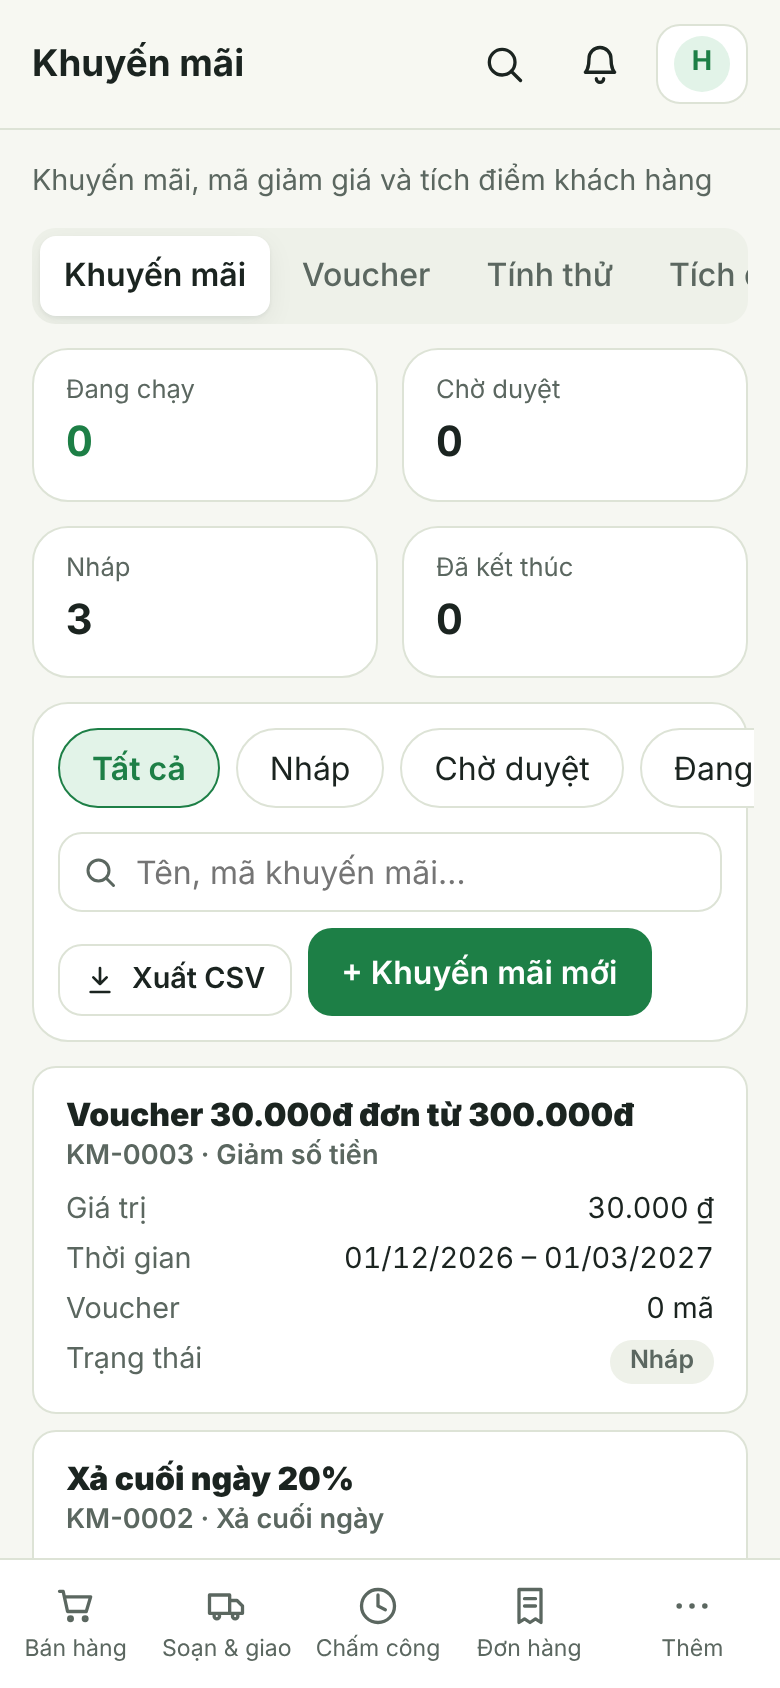 Khuyến mãi
H
Khuyến mãi, mã giảm giá và tích điểm khách hàng
Khuyến mãi Voucher Tính thử Tích
Đang chạy
0
Chờ duyệt
0
Nháp
3
Đã kết thúc
0
Tất cả Nháp Chờ duyệt Đang
Tên, mã khuyến mãi...
Xuất CSV + Khuyến mãi mới
Voucher 30.000đ đơn từ 300.000đ
KM-0003 · Giảm số tiền
Giá trị 30.000 ₫
Thời gian 01/12/2026 – 01/03/2027
Voucher 0 mã
Trạng thái Nháp
Xả cuối ngày 20%
KM-0002 · Xả cuối ngày
Bán hàng Soạn & giao Chấm công Đơn hàng Thêm